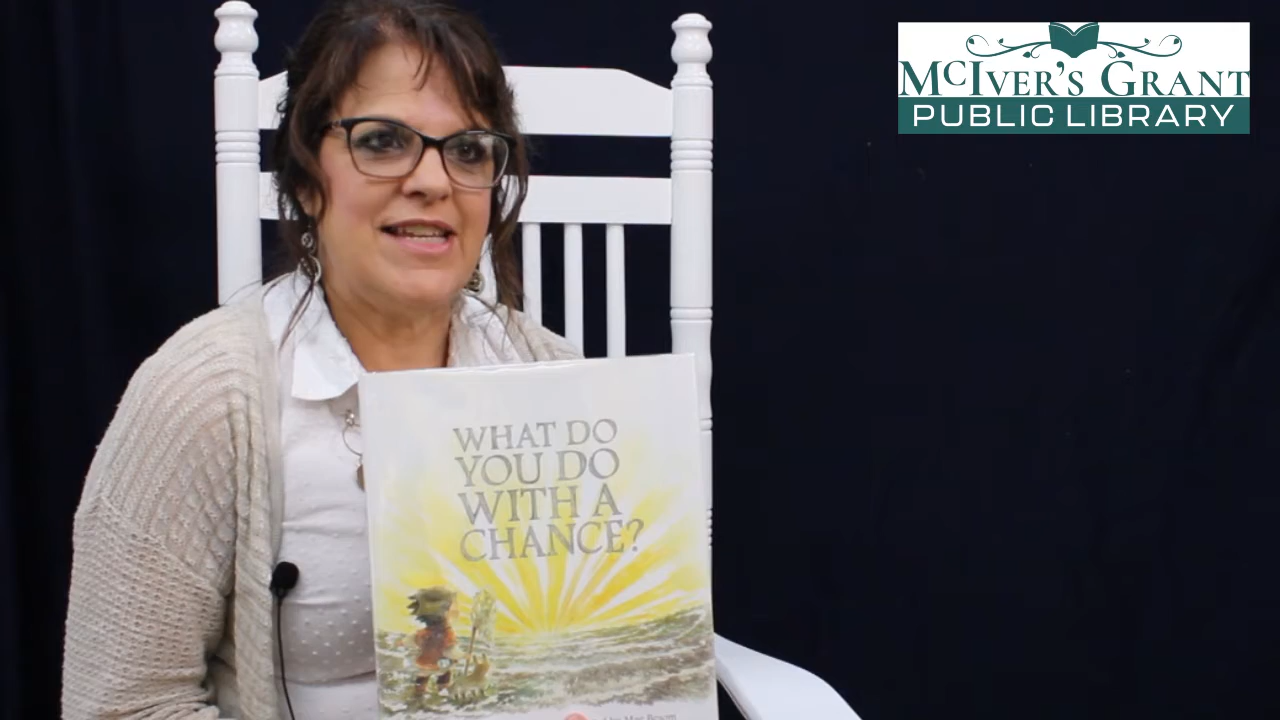 McIver's Grant
PUBLIC LIBRARY
WHAT DO
YOU DO
WITH A
CHANCE?